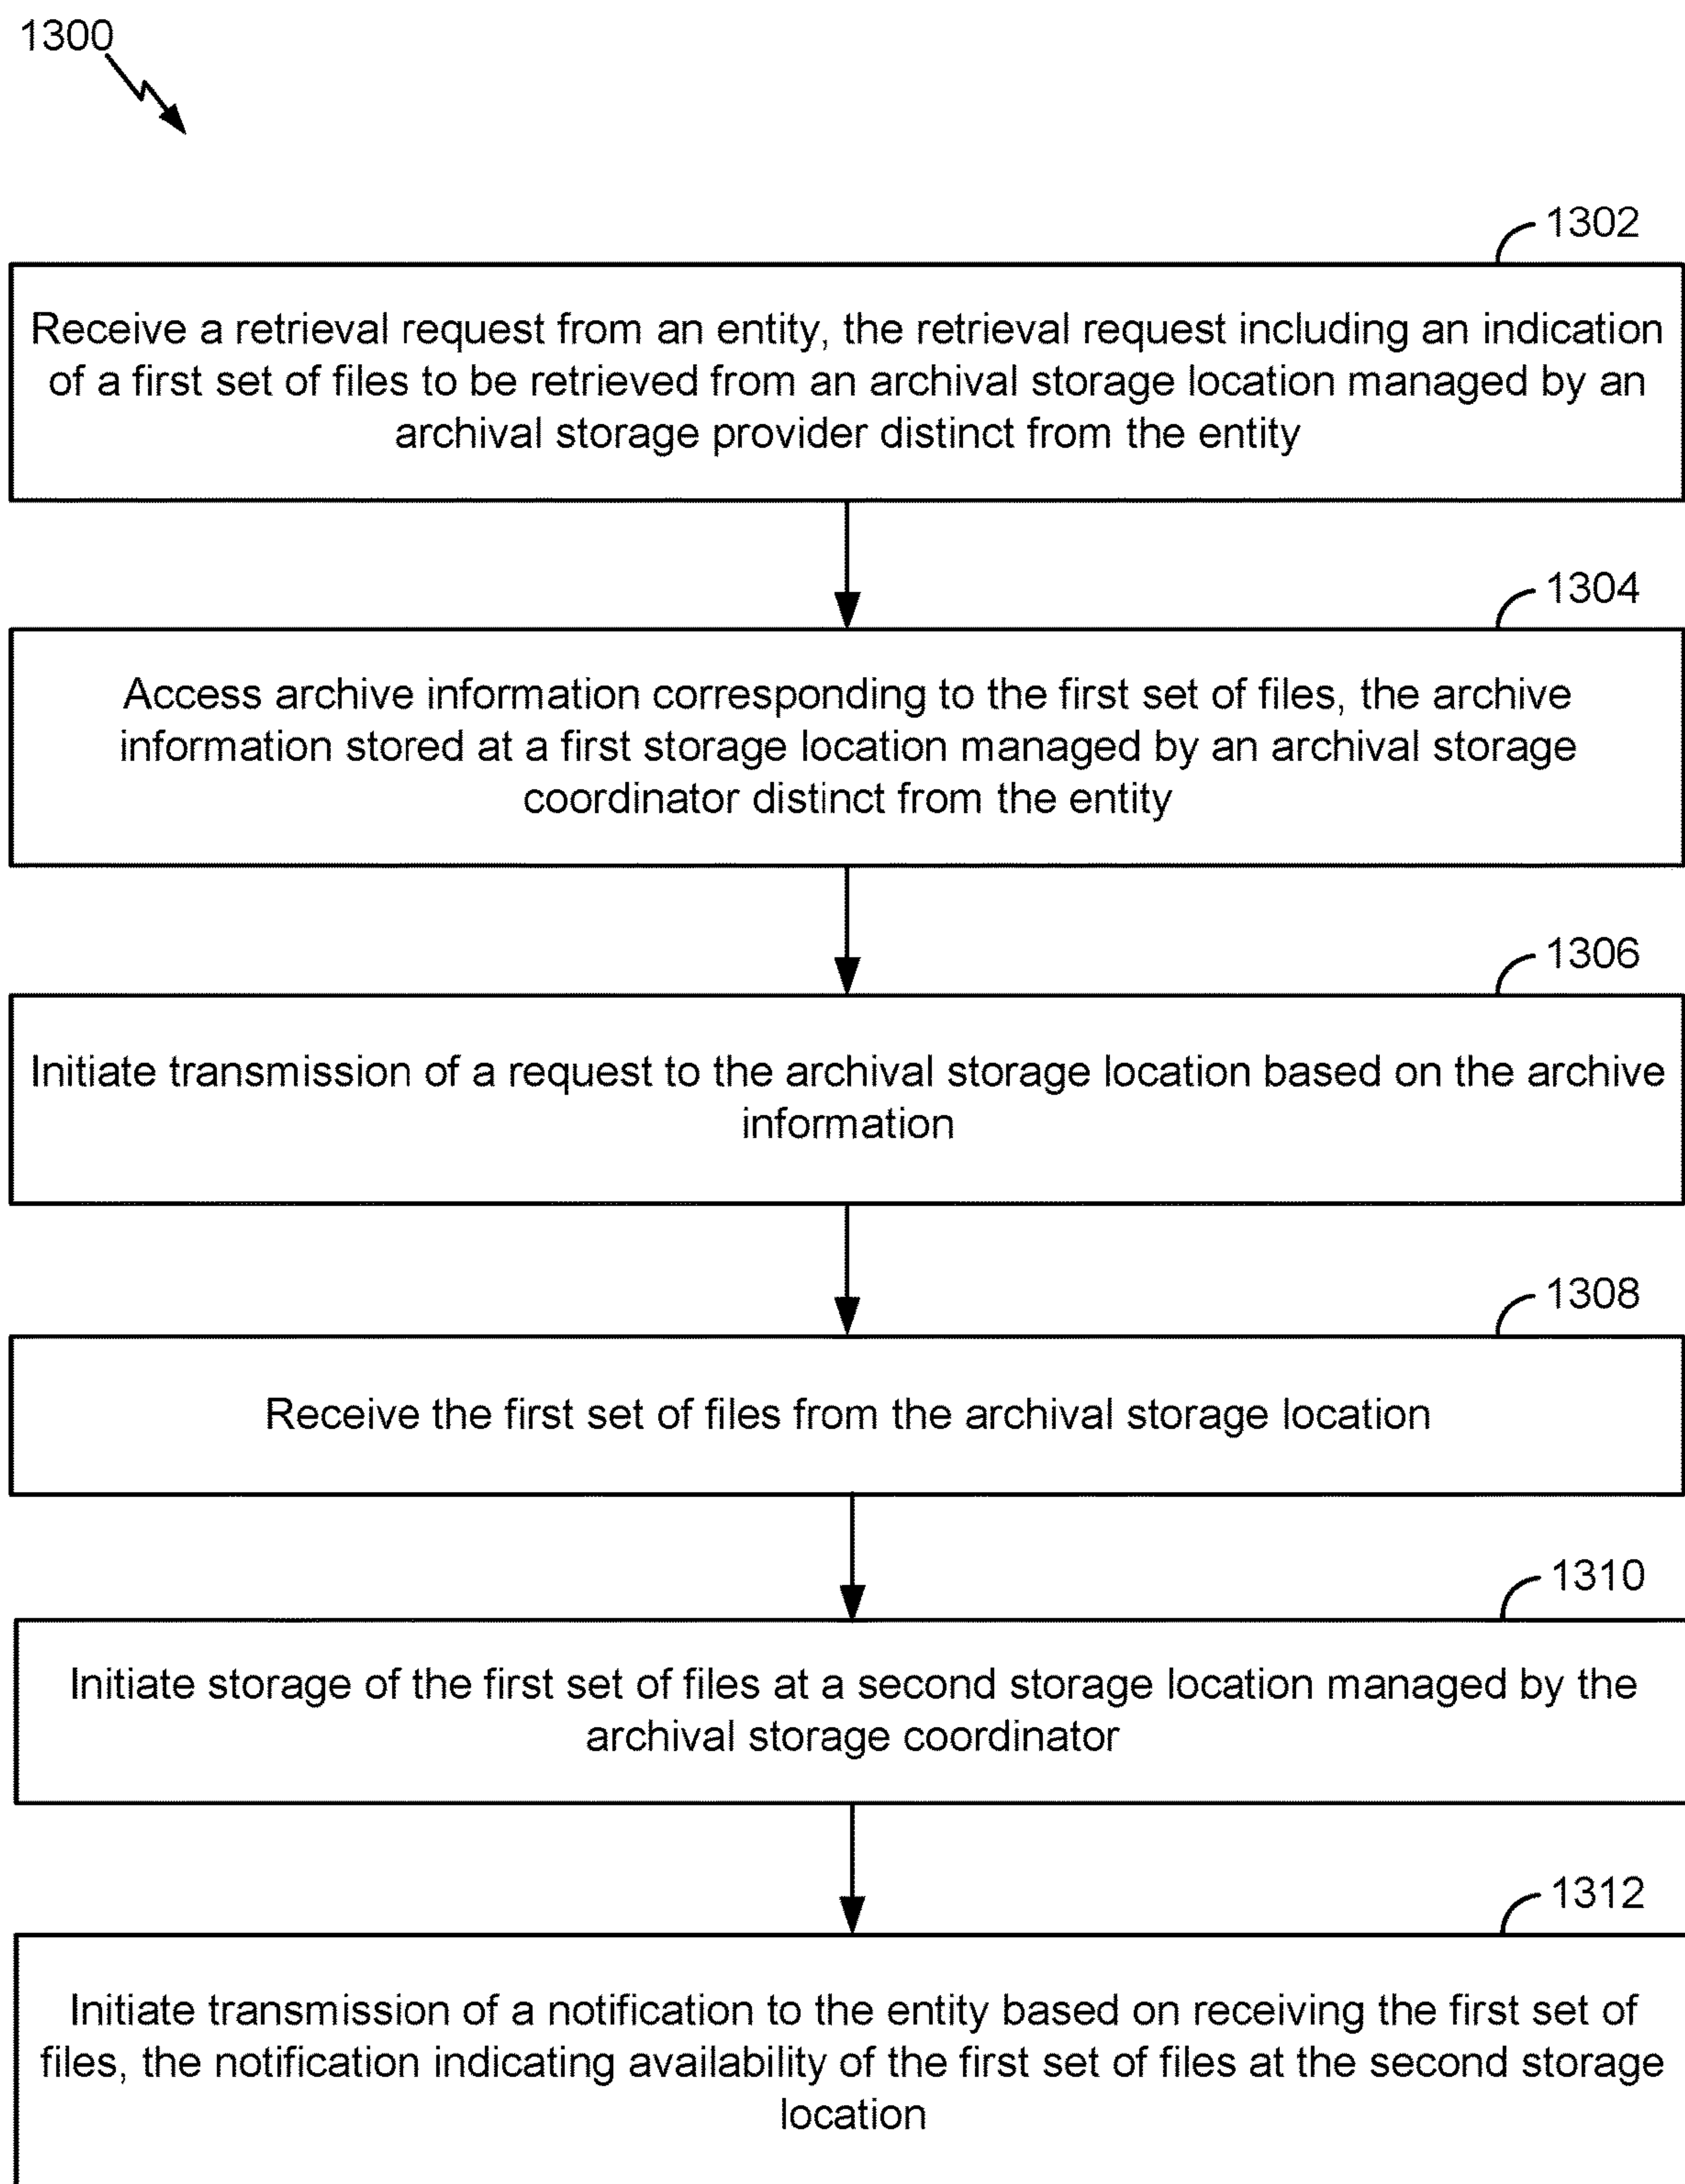 1300
1302
Receive a retrieval request from an entity, the retrieval request including an indication
of a first set of files to be retrieved from an archival storage location managed by an
archival storage provider distinct from the entity
1304
Access archive information corresponding to the first set of files, the archive
information stored at a first storage location managed by an archival storage
coordinator distinct from the entity
1306
Initiate transmission of a request to the archival storage location based on the archive
information
1308
Receive the first set of files from the archival storage location
1310
Initiate storage of the first set of files at a second storage location managed by the
archival storage coordinator
1312
Initiate transmission of a notification to the entity based on receiving the first set of
files, the notification indicating availability of the first set of files at the second storage
location